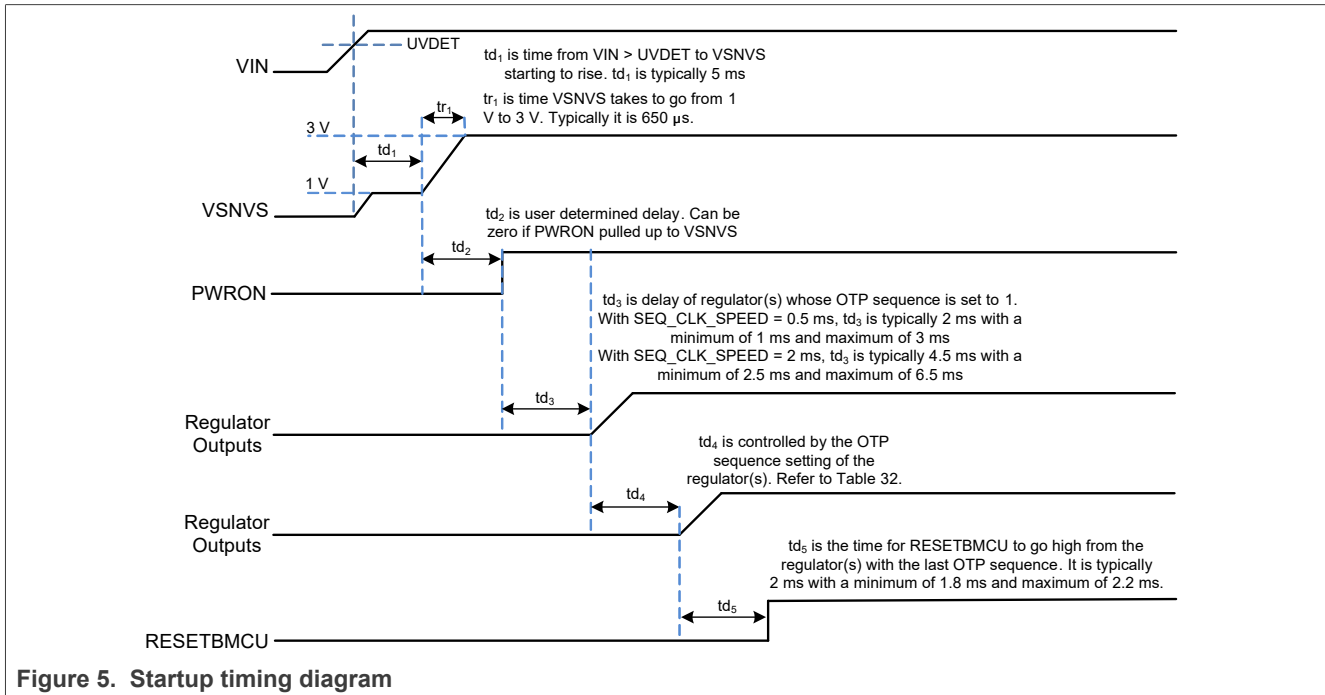 UVDET
VIN
td₁ is time from VIN > UVDET to VSNVS
starting to rise. td₁ is typically 5 ms
tr₁
tr₁ is time VSNVS takes to go from 1
V to 3 V. Typically it is 650 μs.
3 V
td₁
1 V
VSNVS
td₂ is user determined delay. Can be
zero if PWRON pulled up to VSNVS
td₂
PWRON
td₃ is delay of regulator(s) whose OTP sequence is set to 1.
With SEQ_CLK_SPEED = 0.5 ms, td₃ is typically 2 ms with a
minimum of 1 ms and maximum of 3 ms
With SEQ_CLK_SPEED = 2 ms, td₃ is typically 4.5 ms with a
minimum of 2.5 ms and maximum of 6.5 ms
td₃
Regulator
Outputs
td₄ is controlled by the OTP
sequence setting of the
regulator(s). Refer to Table 32.
td₄
Regulator
Outputs
td₅ is the time for RESETBMCU to go high from the
regulator(s) with the last OTP sequence. It is typically
2 ms with a minimum of 1.8 ms and maximum of 2.2 ms.
td₅
RESETBMCU
Figure 5. Startup timing diagram